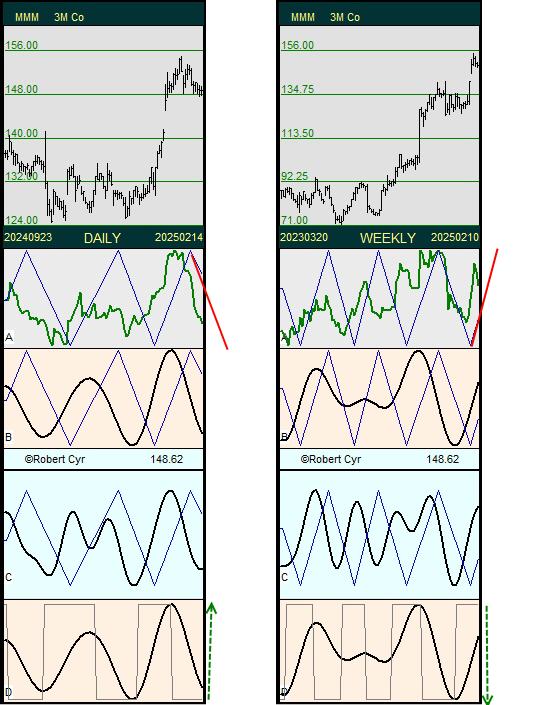 MMM 3M Co
156.00
148.00
140.00
132.00
124.00
20240923 DAILY 20250214
A
B
©Robert Cyr 148.62
C
D
MMM 3M Co
156.00
134.75
113.50
92.25
71.00
20230320 WEEKLY 20250210
A
B
©Robert Cyr 148.62
C
D